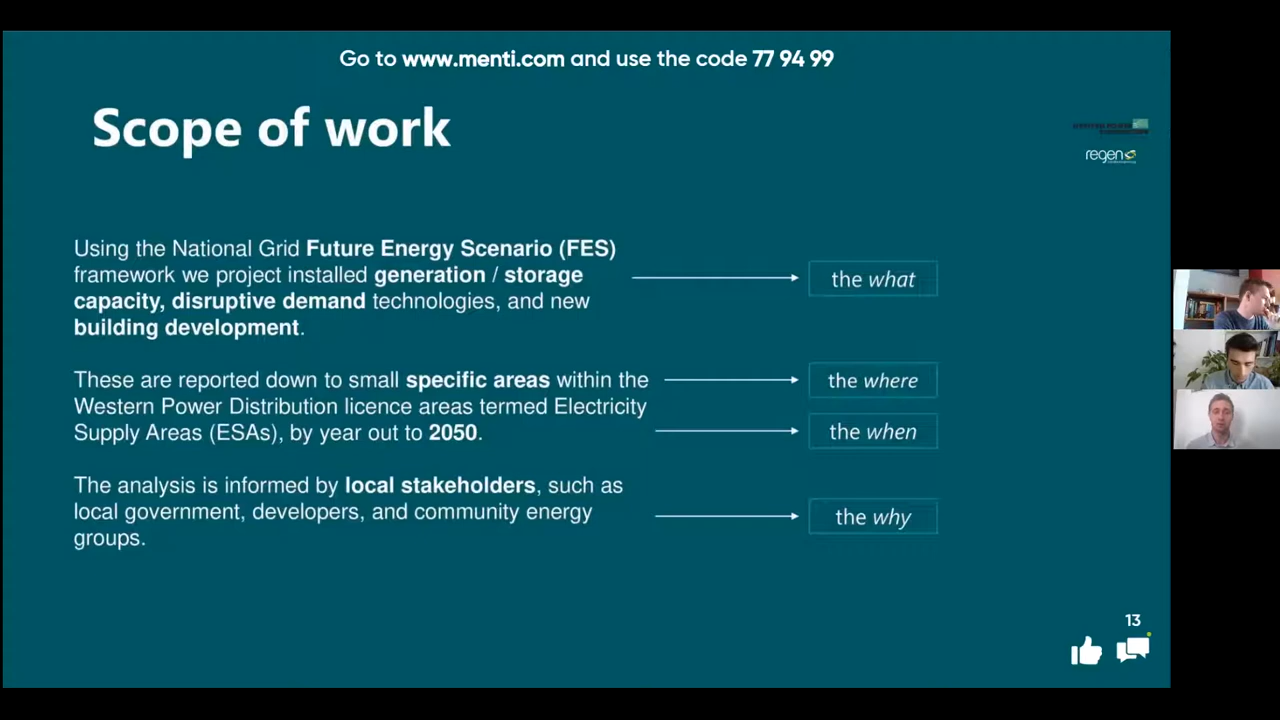 Go to www.menti.com and use the code 77 94 99
Scope of work
regen
Using the National Grid Future Energy Scenario (FES)
framework we project installed generation / storage
capacity, disruptive demand technologies, and new
building development.
the what
These are reported down to small specific areas within the
Western Power Distribution licence areas termed Electricity
Supply Areas (ESAs), by year out to 2050.
the where
the when
The analysis is informed by local stakeholders, such as
local government, developers, and community energy
groups.
the why
13